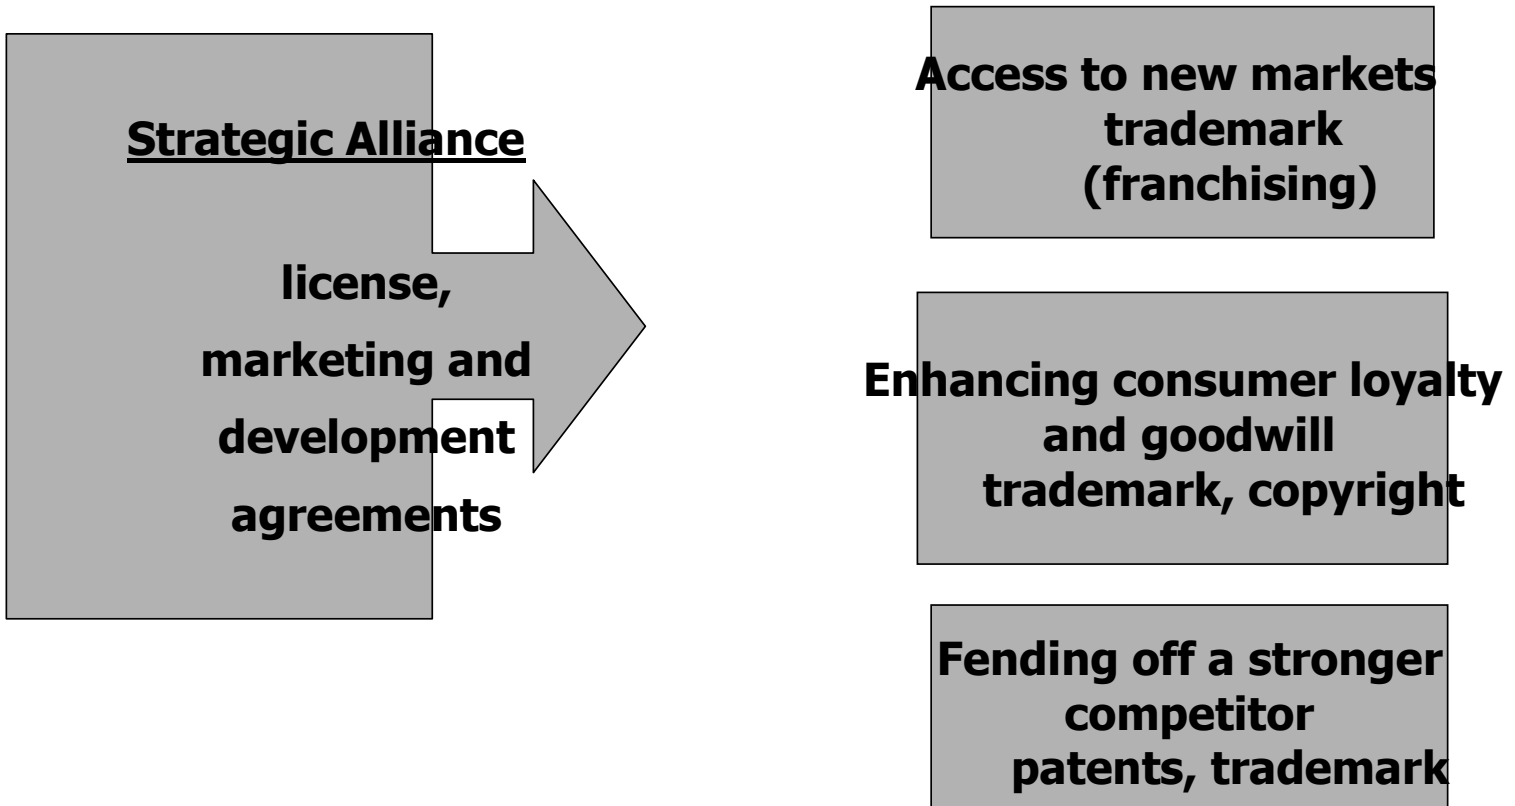 Strategic Alliance
license,
marketing and
development
agreements
Access to new markets
trademark
(franchising)
Enhancing consumer loyalty
and goodwill
trademark, copyright
Fending off a stronger
competitor
patents, trademark